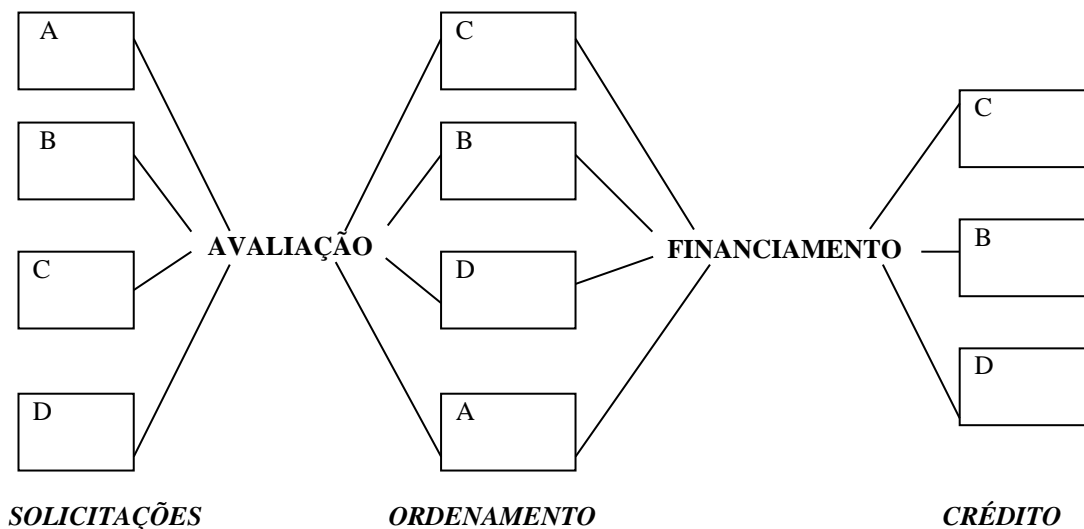 A
B
C
D
AVALIAÇÃO
C
B
D
A
FINANCIAMENTO
C
B
D
SOLICITAÇÕES
ORDENAMENTO
CRÉDITO